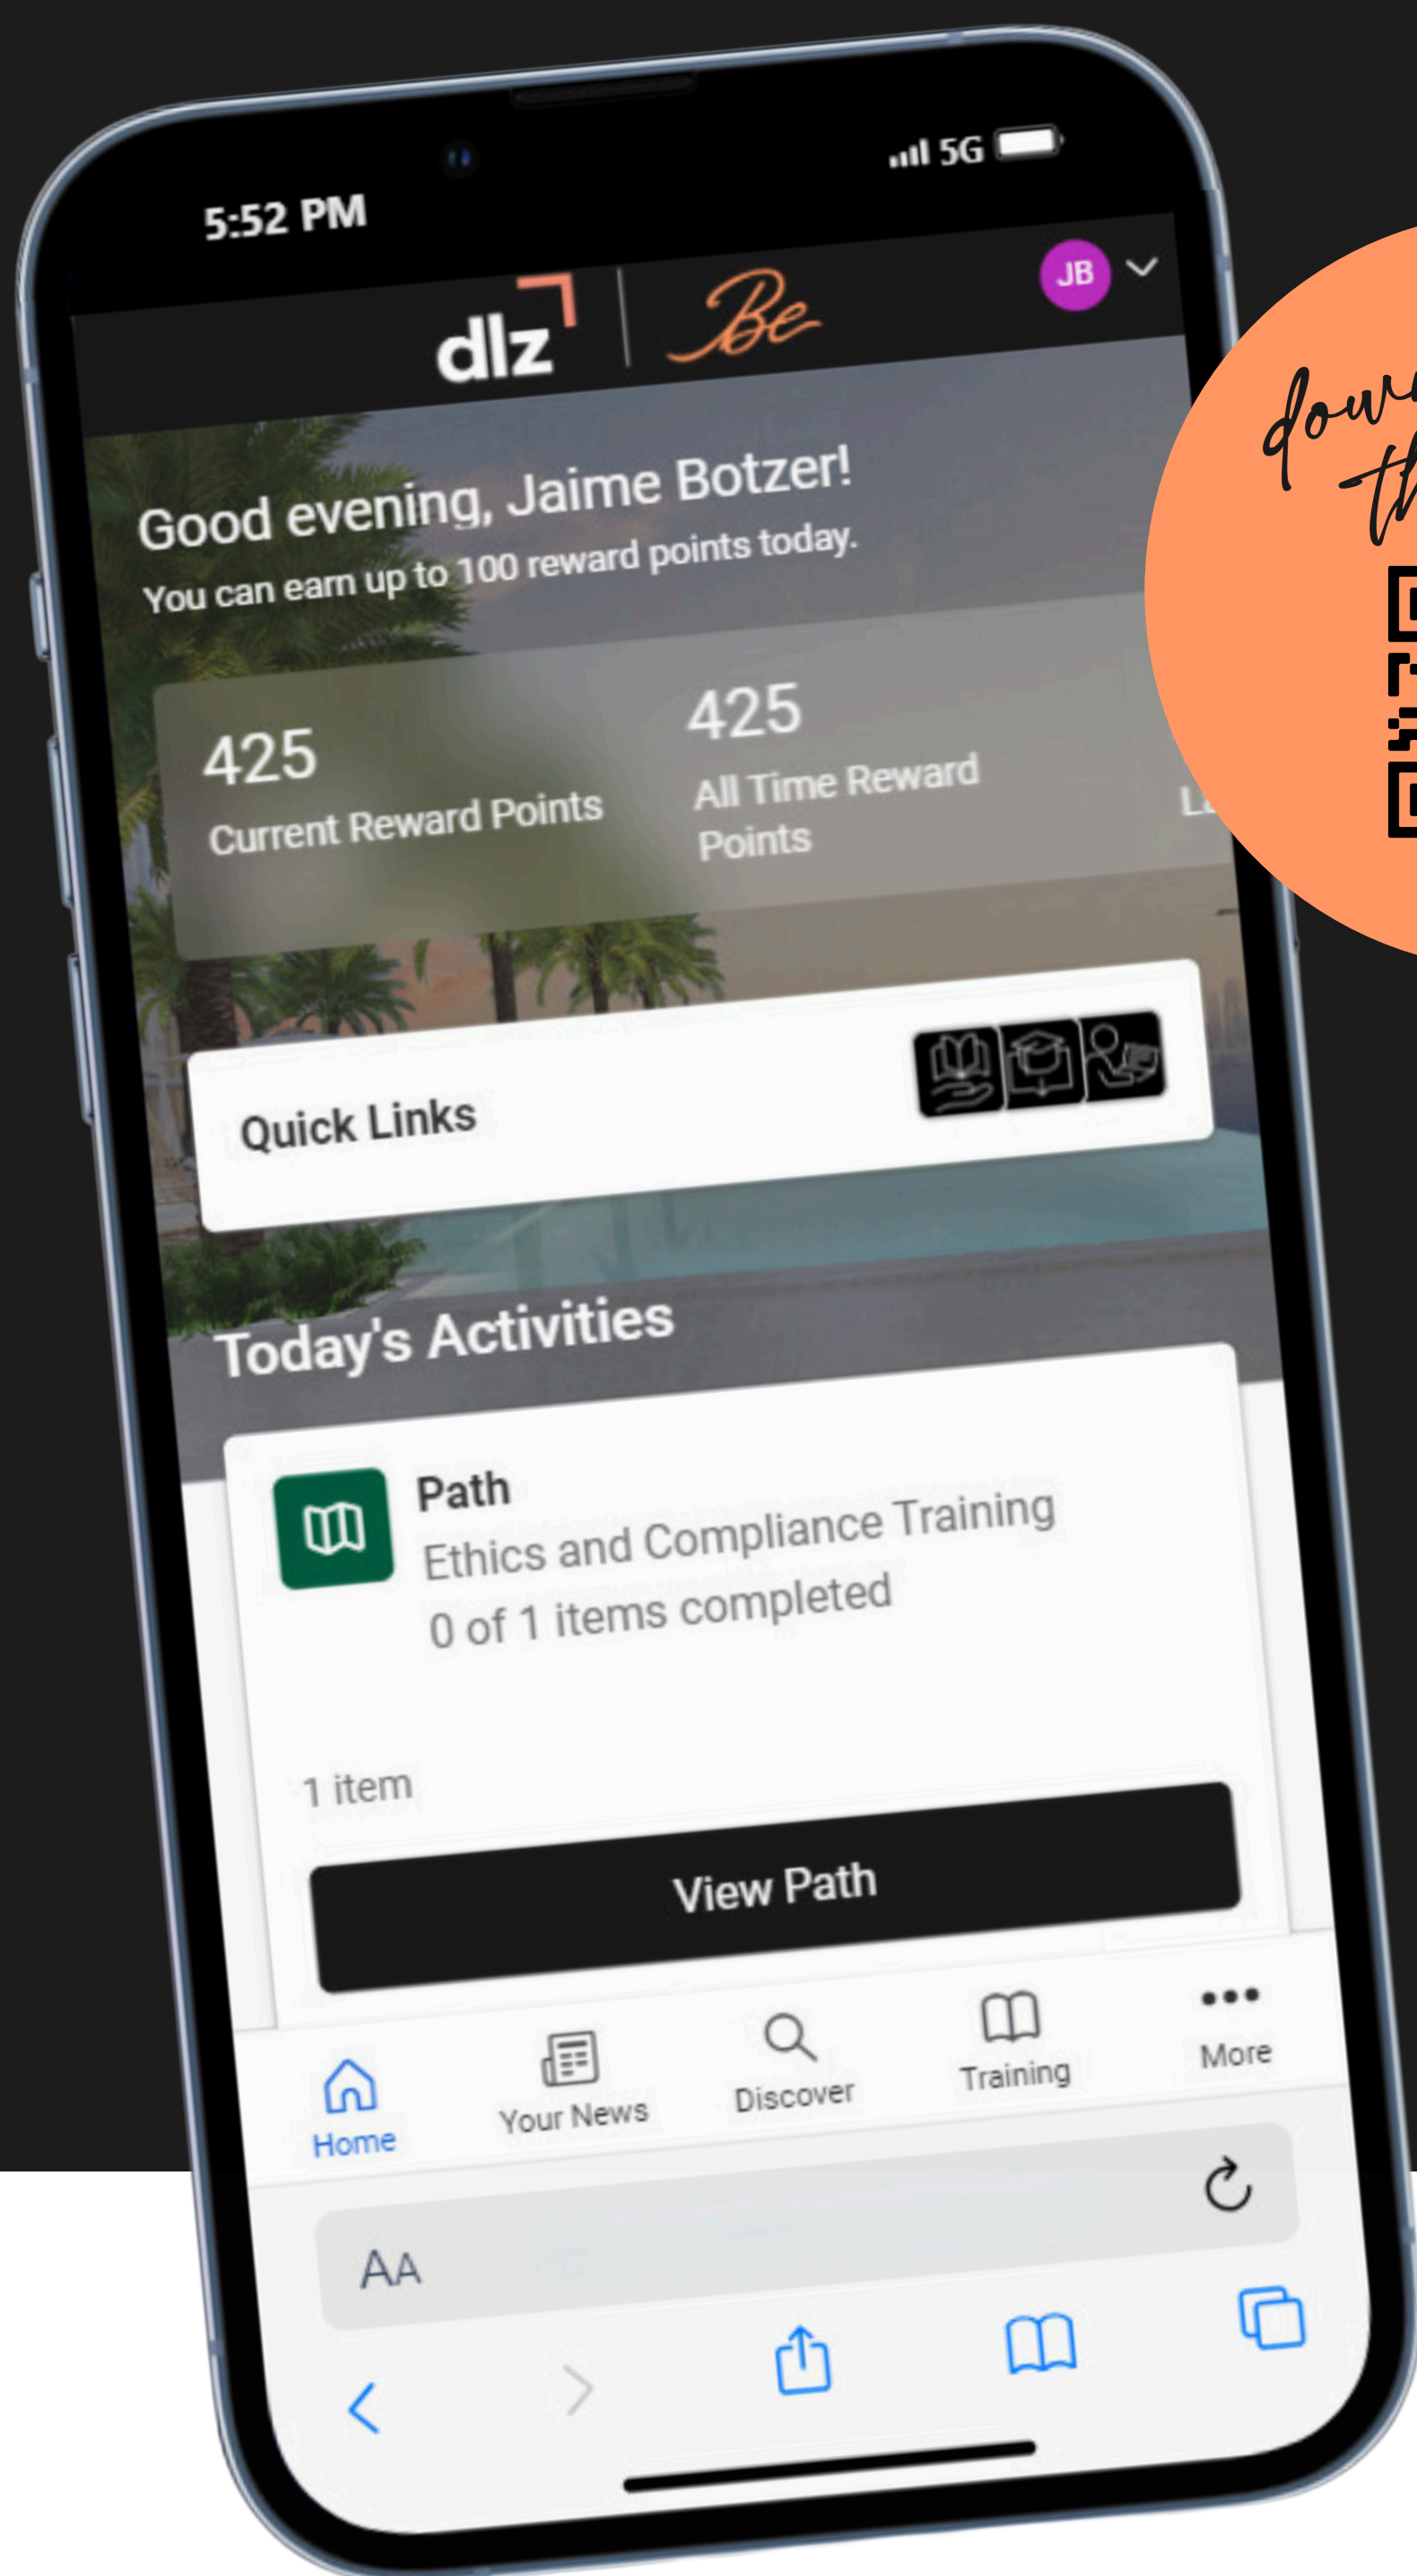 5:52 PM
5G
dlz
Be
JB
Good evening, Jaime Botzer!
You can earn up to 100 reward points today.
425
Current Reward Points
425
All Time Reward
Points
Quick Links
Today's Activities
Path
Ethics and Compliance Training
0 of 1 items completed
1 item
View Path
Home
Your News
Discover
Training
More
AA